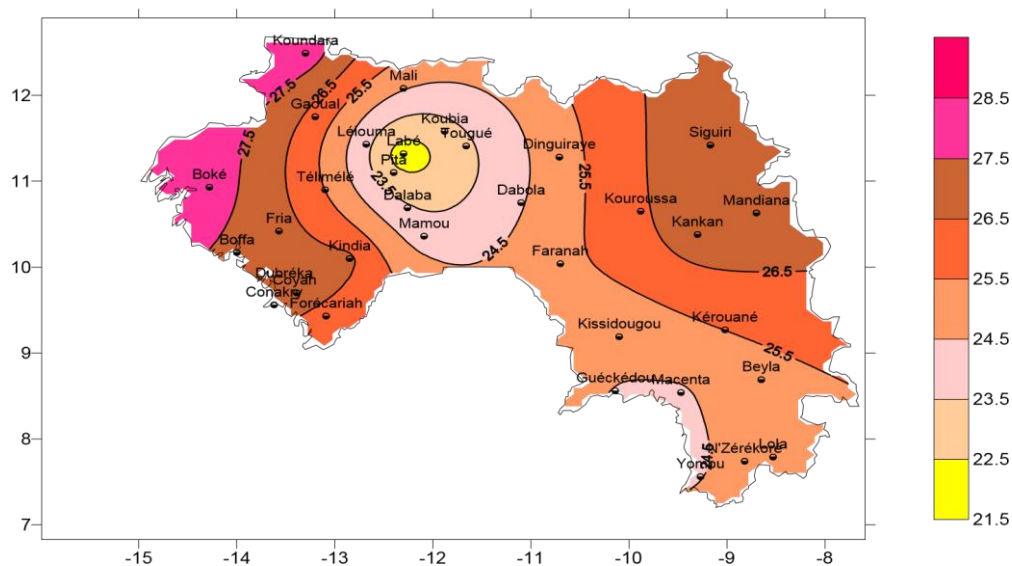 Koundara
12
27.5
26.5
25.5
Mali
Gaoual
28.5
Koubia
Lélouma
Tougué
Labé
Siguiri
27.5
Dinguiraye
Pita
27.5
11
Boké
Télimélé
23.5
25.5
Dalaba
Dabola
Kouroussa
Mandiana
26.5
Fria
Mamou
Kankan
Boffa
Kindia
24.5
Faranah
10
Dubréka
Coyah
26.5
25.5
Conakry
Forécariah
Kissidougou
Kérouané
24.5
9
25.5
Beyla
Guéckédou
Macenta
23.5
8
N'Zérékoré
Lola
24.5
Yomou
22.5
7
21.5
-15 -14 -13 -12 -11 -10 -9 -8